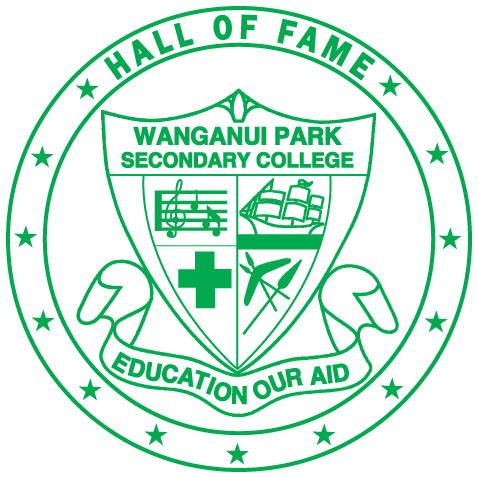 HALL OF FAME
WANGANUI PARK
SECONDARY COLLEGE
EDUCATION OUR AID